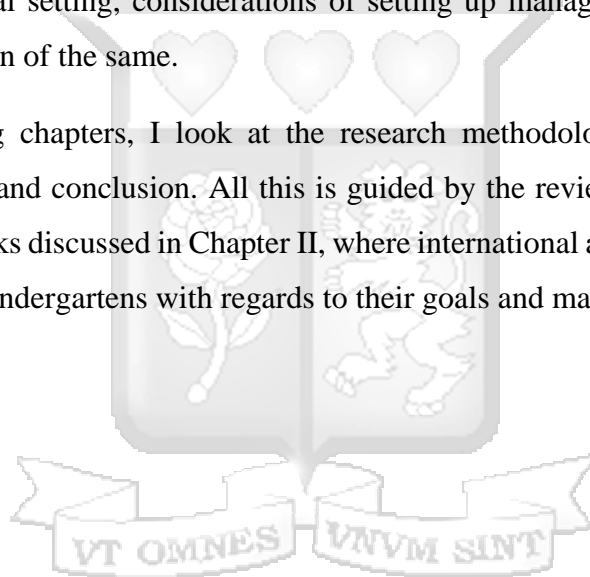 al setting, considerations of setting up manag
n of the same.
g chapters, I look at the research methodolo
and conclusion. All this is guided by the revie
ks discussed in Chapter II, where international a
ndergartens with regards to their goals and ma
VT OMNES VNVM SINT